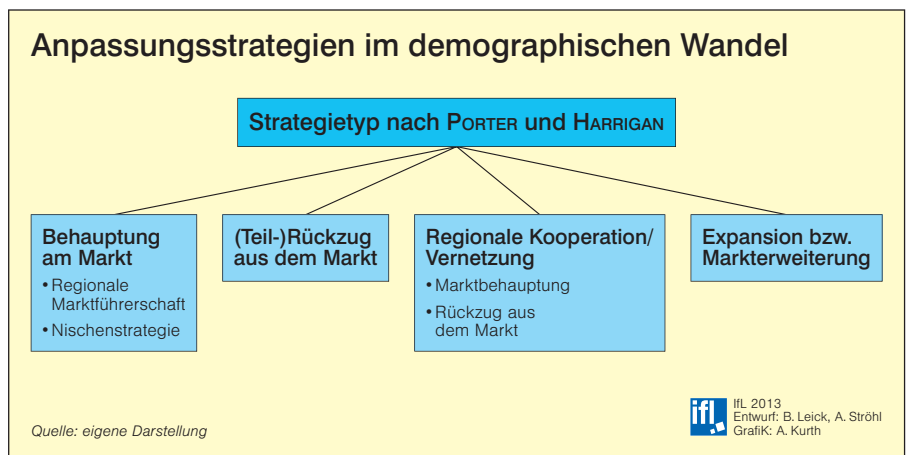 Anpassungsstrategien im demographischen Wandel
Strategietyp nach PORTER und HARRIGAN
Behauptung
am Markt
• Regionale
Marktführerschaft
• Nischenstrategie
(Teil-)Rückzug
aus dem Markt
Regionale Kooperation/
Vernetzung
• Marktbehauptung
• Rückzug aus
dem Markt
Expansion bzw.
Markterweiterung
Quelle: eigene Darstellung
ifl
IfL 2013
Entwurf: B. Leick, A. Ströhl
GrafiK: A. Kurth